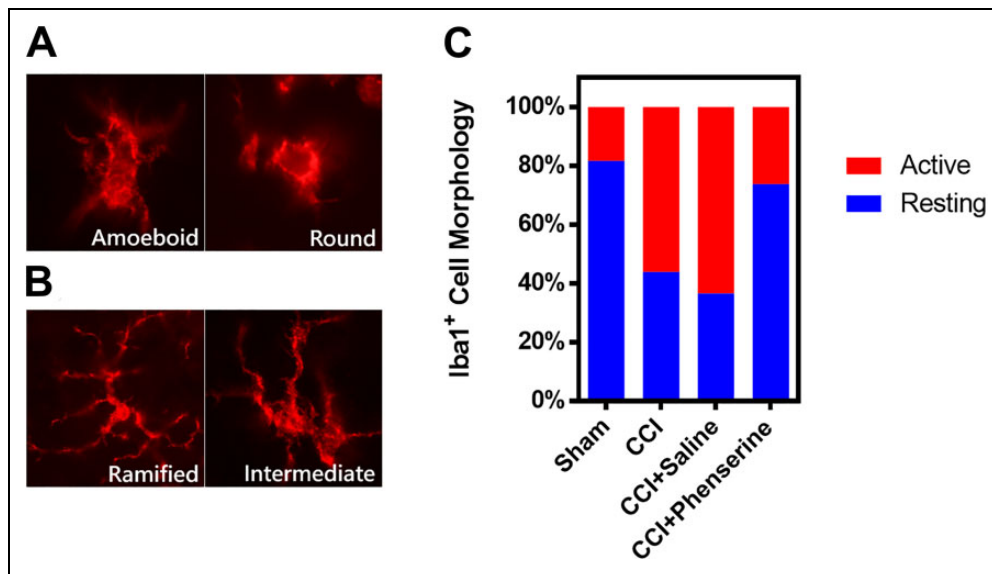 A
Amoeboid
Round
B
Ramified
Intermediate
C
Iba1⁺ Cell Morphology
100%
80%
60%
40%
20%
0%
Sham
CCI
CCI+Saline
CCI+Phenserine
Active
Resting